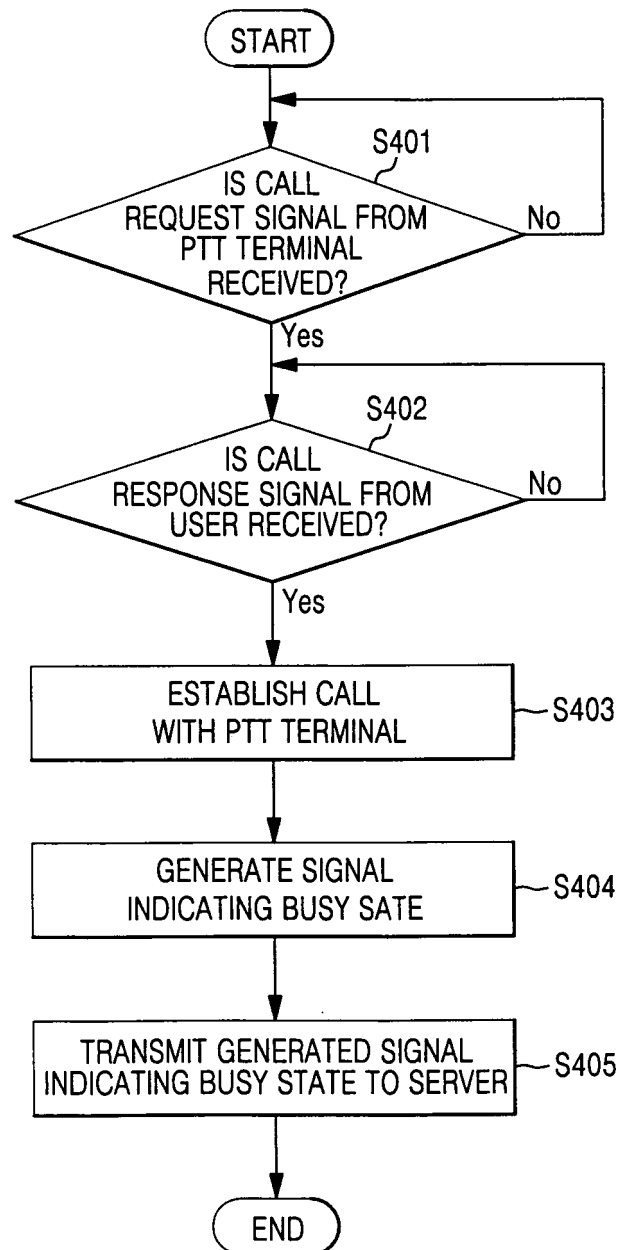 START
S401
IS CALL
REQUEST SIGNAL FROM
PTT TERMINAL
RECEIVED?
No
Yes
S402
IS CALL
RESPONSE SIGNAL FROM
USER RECEIVED?
No
Yes
ESTABLISH CALL
WITH PTT TERMINAL
S403
GENERATE SIGNAL
INDICATING BUSY SATE
S404
TRANSMIT GENERATED SIGNAL
INDICATING BUSY STATE TO SERVER
S405
END